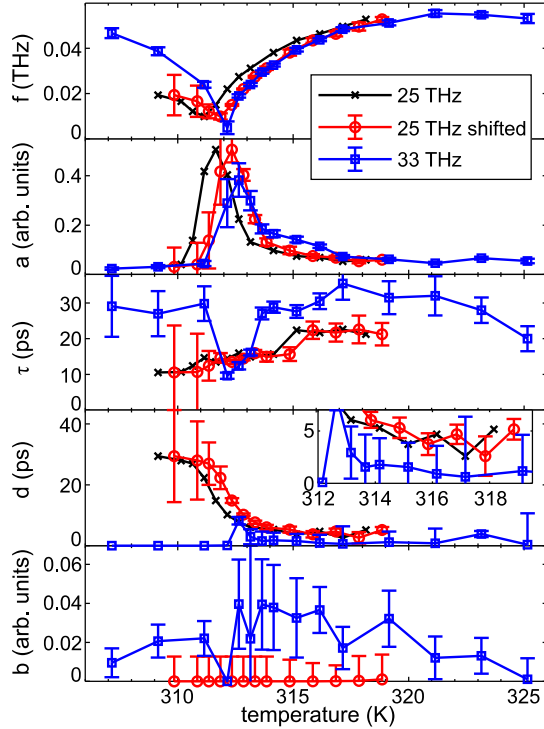 f (THz)
0.04
0.02
0
25 THz
25 THz shifted
33 THz
a (arb. units)
0.4
0.2
0
τ (ps)
30
20
10
0
d (ps)
40
20
0
5
0
312 314 316 318
b (arb. units)
0.06
0.04
0.02
0
310 315 320 325
temperature (K)